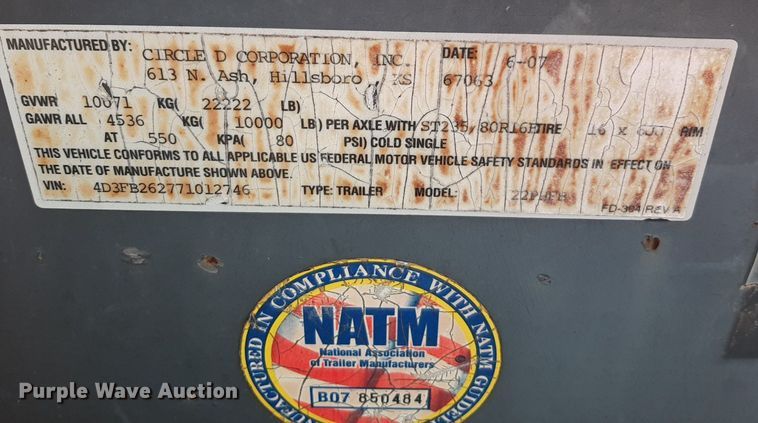 MANUFACTURED BY: CIRCLE D CORPORATION, INC. DATE: 6-07
613 N. Ash, Hillsboro KS 67063
GVWR 10071 KG( 22222 LB)
GAWR ALL 4536 KG( 10000 LB) PER AXLE WITH ST235/80R16E TIRE 16 x RIM
AT 550 KPA( 80 PSI) COLD SINGLE
THIS VEHICLE CONFORMS TO ALL APPLICABLE US FEDERAL MOTOR VEHICLE SAFETY STANDARDS IN EFFECT ON
THE DATE OF MANUFACTURE SHOWN ABOVE.
VIN: 4D3FB262771012746 TYPE: TRAILER MODEL:
FD-304 REV A
MANUFACTURED IN COMPLIANCE WITH NATM
NATM
National Association
of Trailer Manufacturers
B07 850484
Purple Wave Auction